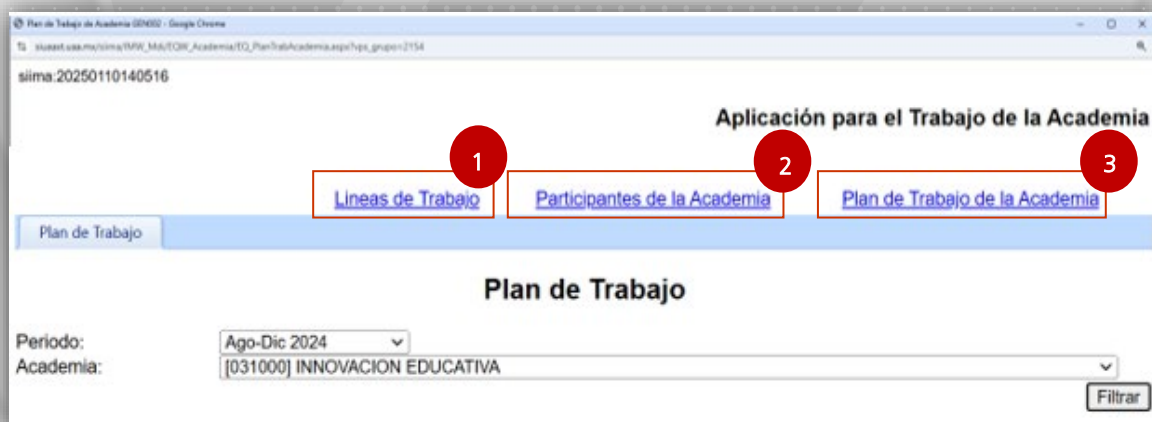 Plan de Trabajo de Academia GEN002 - Google Chrome
siima:20250110140516
Aplicación para el Trabajo de la Academia
1 2 3
Lineas de Trabajo Participantes de la Academia Plan de Trabajo de la Academia
Plan de Trabajo
Plan de Trabajo
Periodo: Ago-Dic 2024
Academia: [031000] INNOVACION EDUCATIVA
Filtrar